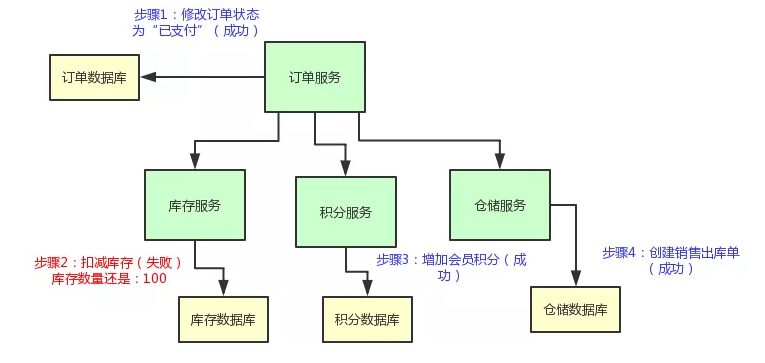 步骤1：修改订单状态
为“已支付”（成功）
订单数据库
订单服务
库存服务
积分服务
仓储服务
步骤2：扣减库存（失败）
库存数量还是：100
步骤3：增加会员积分（成
功）
步骤4：创建销售出库单
（成功）
库存数据库
积分数据库
仓储数据库